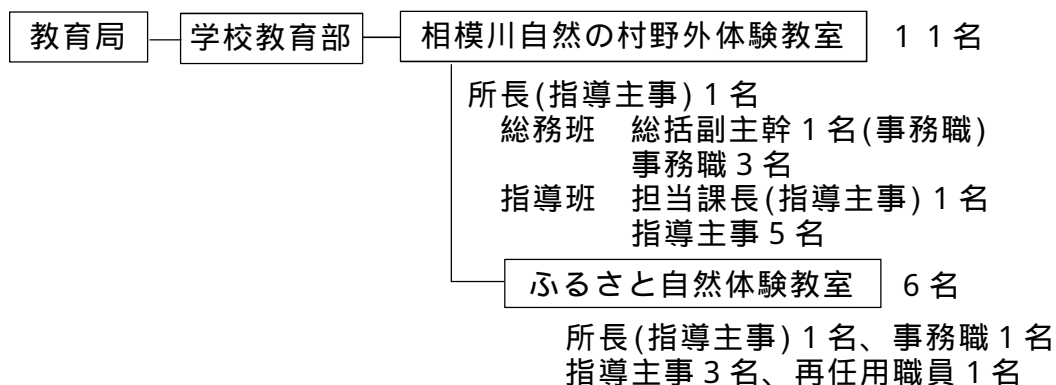 教育局 学校教育部 相模川自然の村野外体験教室 １１名
所長(指導主事)１名
総務班 総括副主幹１名(事務職)
事務職３名
指導班 担当課長(指導主事)１名
指導主事５名
ふるさと自然体験教室 6名
所長(指導主事)１名、事務職１名
指導主事３名、再任用職員１名